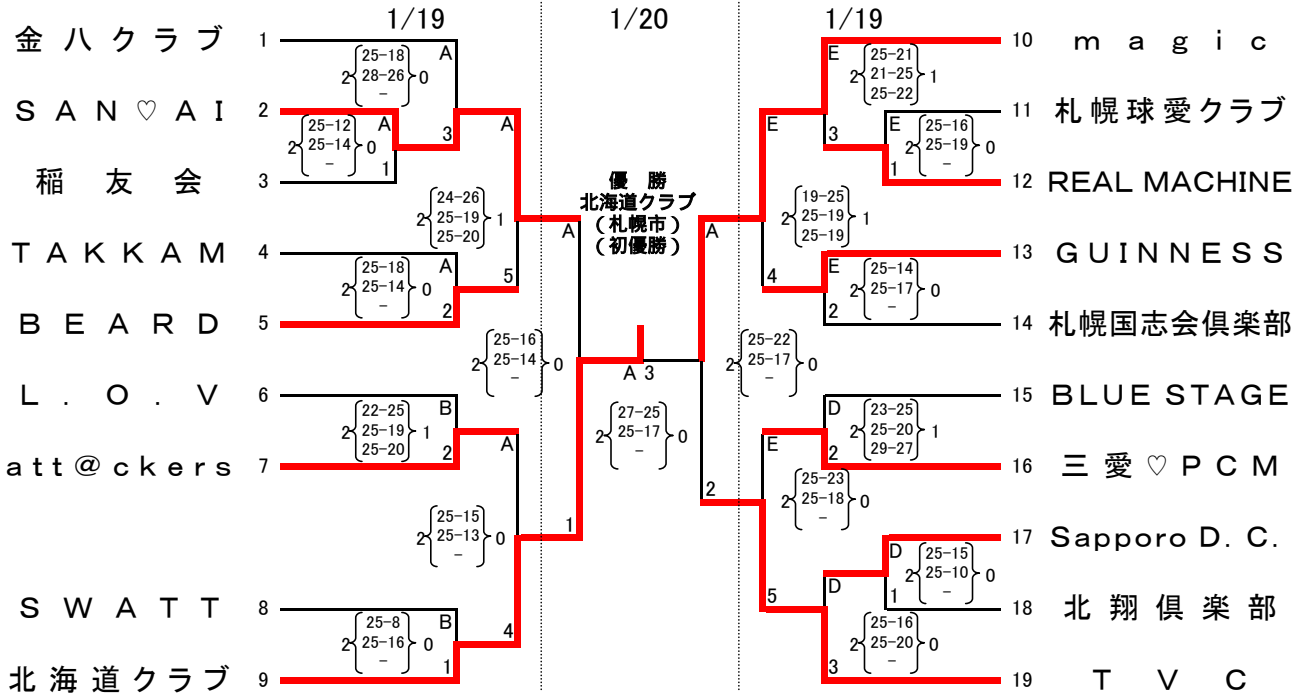 1/19
1/20
1/19
金八クラブ 1
A
25-18
2 28-26 0
-
SAN♡AI 2
A
25-12
2 25-14 0
-
1
3
稲友会 3
A
24-26
2 25-19 1
25-20
TAKKAM 4
A
25-18
2 25-14 0
-
2
BEARD 5
5
A
25-16
2 25-14 0
-
L.O.V 6
B
22-25
2 25-19 1
25-20
2
att@ckers 7
A
25-15
2 25-13 0
-
1
SWATT 8
B
25-8
2 25-16 0
-
1
4
北海道クラブ 9
優勝
北海道クラブ
(札幌市)
(初優勝)
A 3
27-25
2 25-17 0
-
10 magic
E
25-21
2 21-25 1
25-22
3
11 札幌球愛クラブ
E
25-16
2 25-19 0
-
1
12 REAL MACHINE
E
19-25
2 25-19 1
25-19
4
13 GUINNESS
E
25-14
2 25-17 0
-
2
14 札幌国志会倶楽部
A
25-22
2 25-17 0
-
2
15 BLUE STAGE
D
23-25
2 25-20 1
29-27
2
16 三愛♡PCM
E
25-23
2 25-18 0
-
5
17 Sapporo D.C.
D
25-15
2 25-10 0
-
1
18 北翔倶楽部
D
25-16
2 25-20 0
-
3
19 TVC